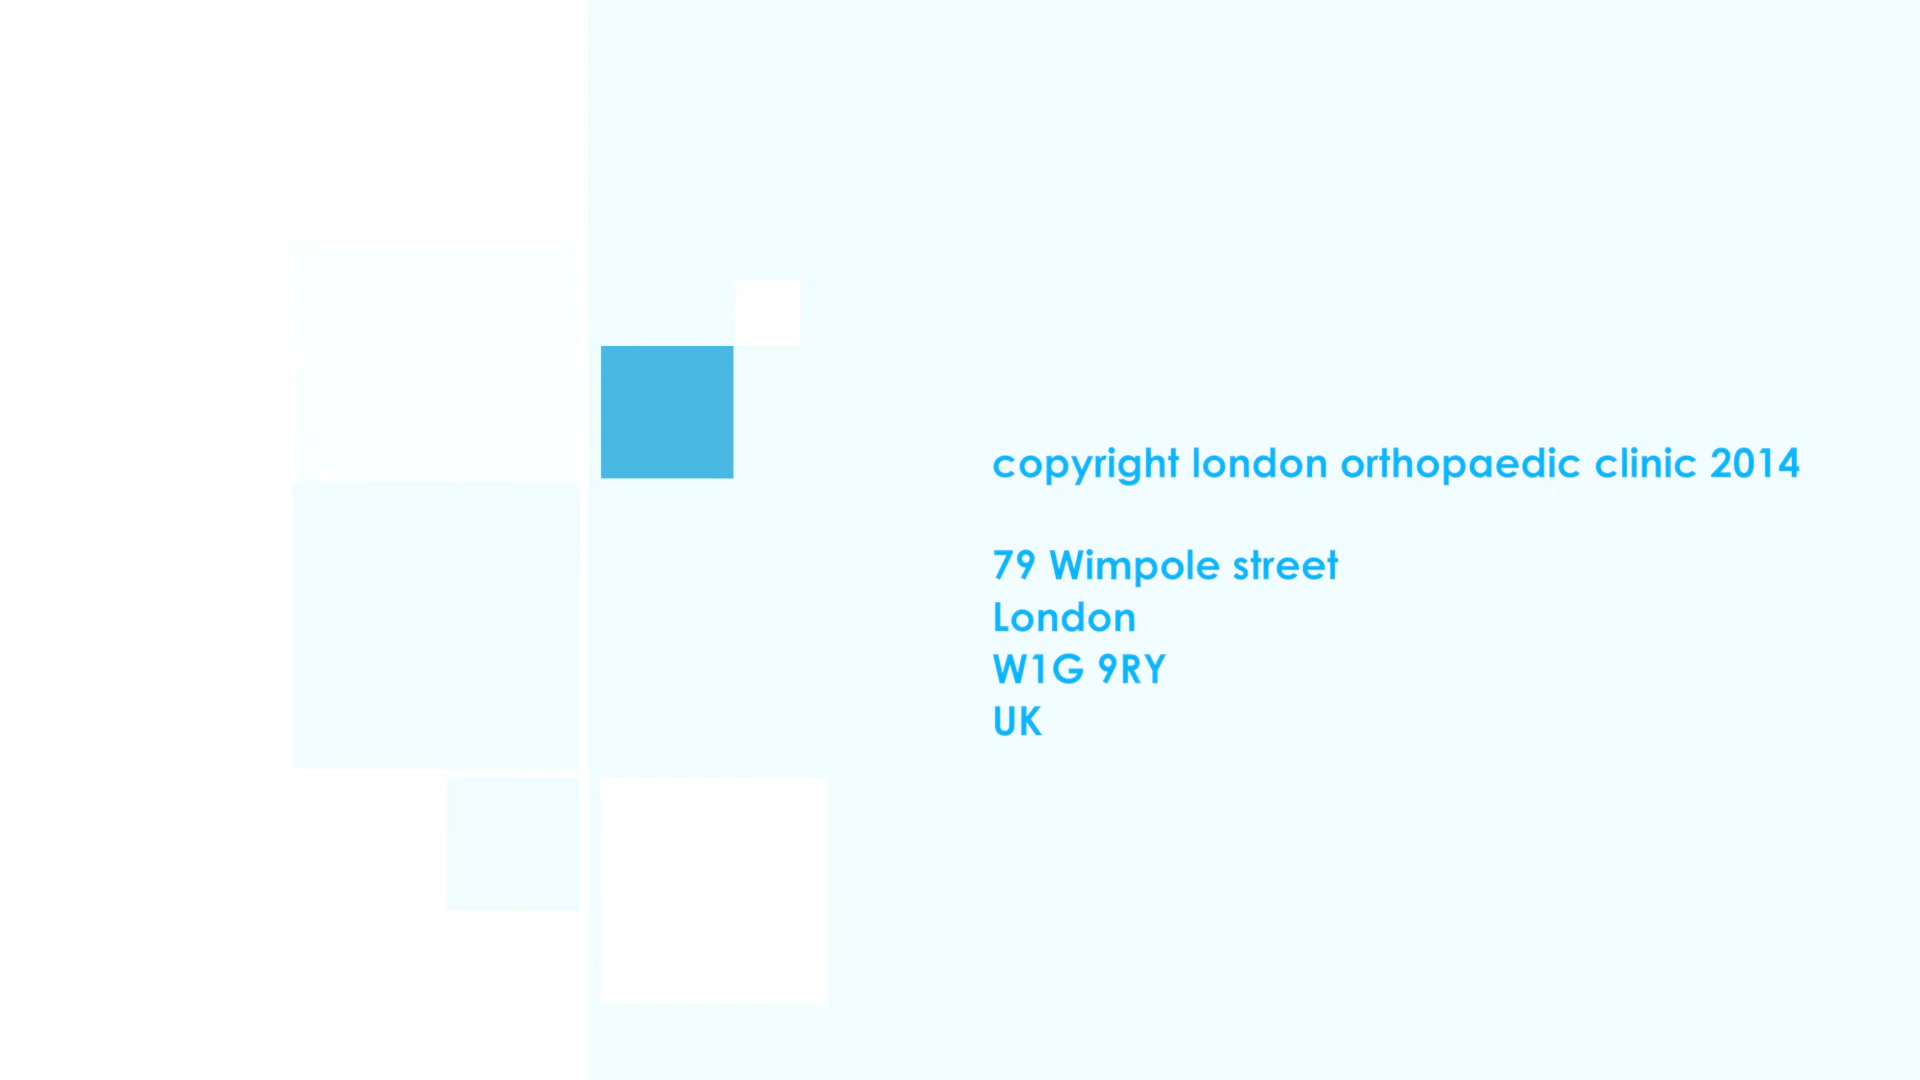 copyright london orthopaedic clinic 2014
79 Wimpole street
London
W1G 9RY
UK